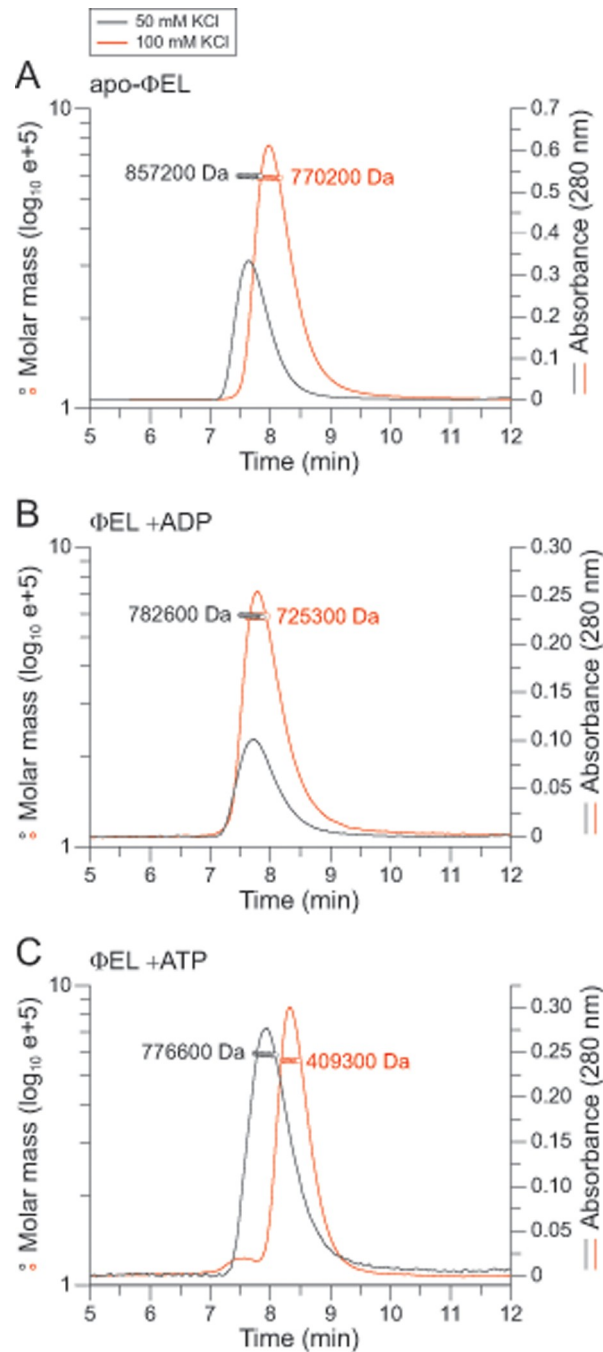 50 mM KCl
100 mM KCl
A
apo-ΦEL
10
1
Molar mass (log10 e+5)
857200 Da
770200 Da
0.7
0.6
0.5
0.4
0.3
0.2
0.1
0
Absorbance (280 nm)
5 6 7 8 9 10 11 12
Time (min)
B
ΦEL +ADP
10
1
Molar mass (log10 e+5)
782600 Da
725300 Da
0.30
0.25
0.20
0.15
0.10
0.05
0
Absorbance (280 nm)
5 6 7 8 9 10 11 12
Time (min)
C
ΦEL +ATP
10
1
Molar mass (log10 e+5)
776600 Da
409300 Da
0.30
0.25
0.20
0.15
0.10
0.05
0
Absorbance (280 nm)
5 6 7 8 9 10 11 12
Time (min)